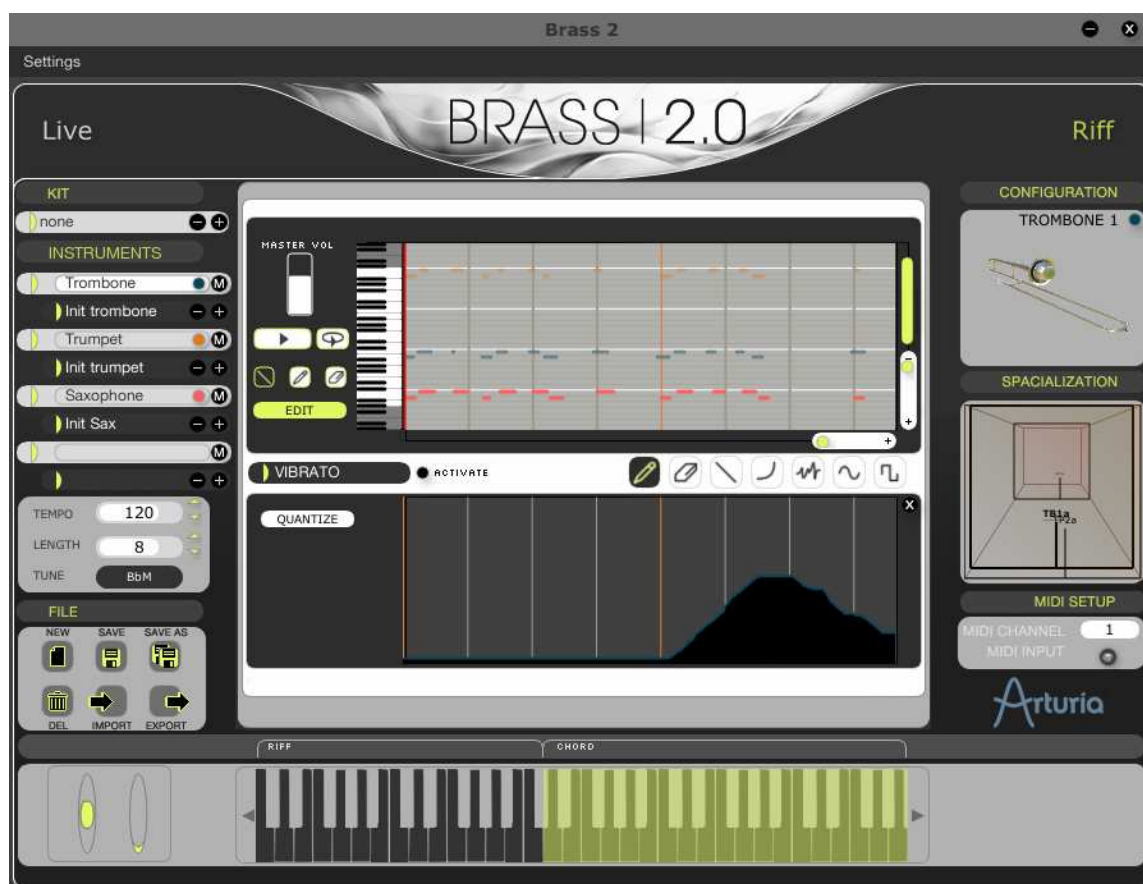 Brass 2
Settings
Live
BRASS | 2.0
Riff
KIT
none
INSTRUMENTS
Trombone M
Init trombone
Trumpet M
Init trumpet
Saxophone M
Init Sax
M
TEMPO 120
LENGTH 8
TUNE BbM
FILE
NEW SAVE SAVE AS
DEL IMPORT EXPORT
MASTER VOL
EDIT
VIBRATO ACTIVATE
QUANTIZE
X
CONFIGURATION
TROMBONE 1
SPACIALIZATION
TB1a
TP2a
MIDI SETUP
MIDI CHANNEL 1
MIDI INPUT
Arturia
RIFF CHORD